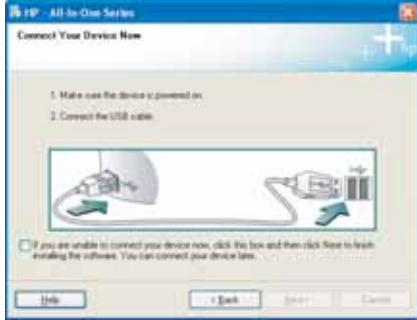 HP - All-In-One Series
Connect Your Device Now
1. Make sure the device is powered on.
2. Connect the USB cable.
If you are unable to connect your device now, click this box and then click Next to finish
installing the software. You can connect your device later.
Help
< Back
Next >
Cancel